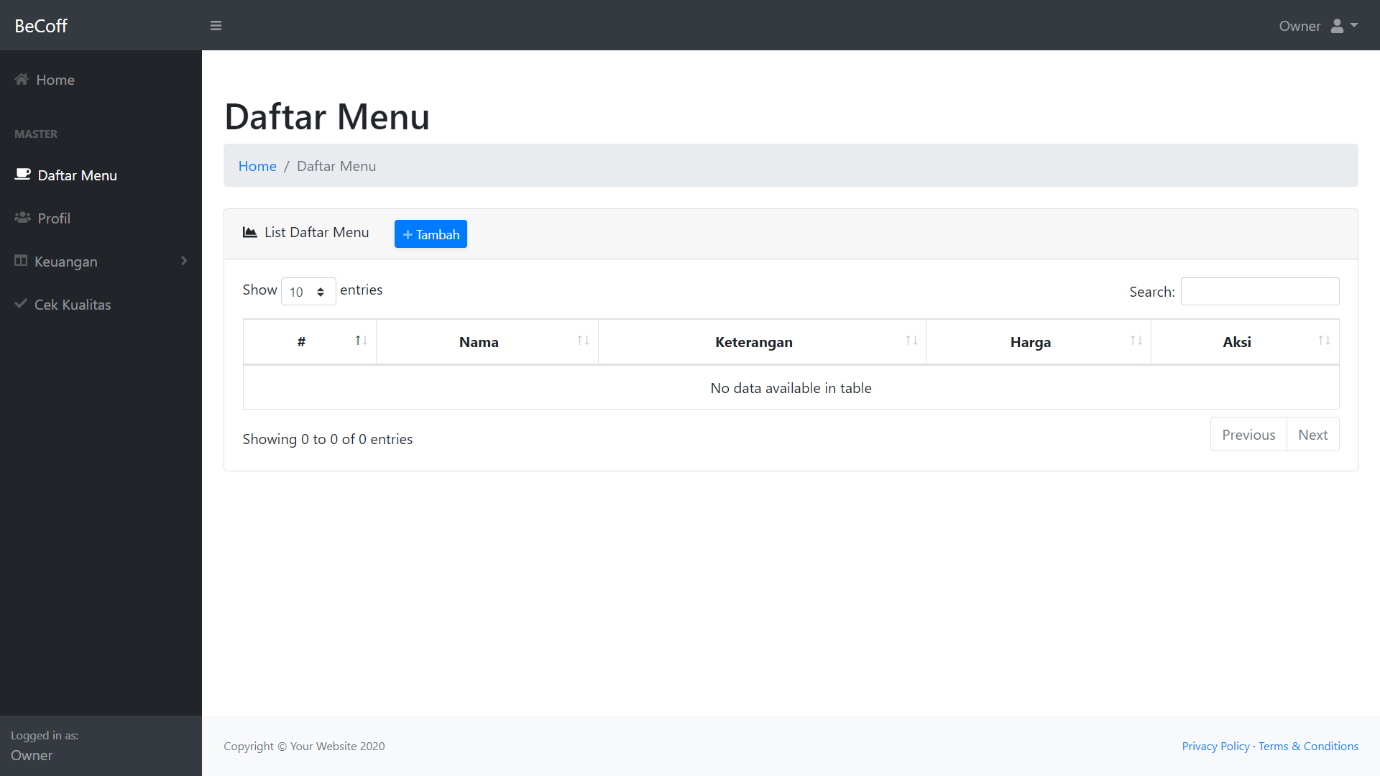 BeCoff
Owner
Home
MASTER
Daftar Menu
Profil
Keuangan
Cek Kualitas
Logged in as:
Owner
Daftar Menu
Home / Daftar Menu
List Daftar Menu
+ Tambah
Show 10 entries
Search:
# Nama Keterangan Harga Aksi
No data available in table
Showing 0 to 0 of 0 entries
Previous Next
Copyright © Your Website 2020
Privacy Policy · Terms & Conditions